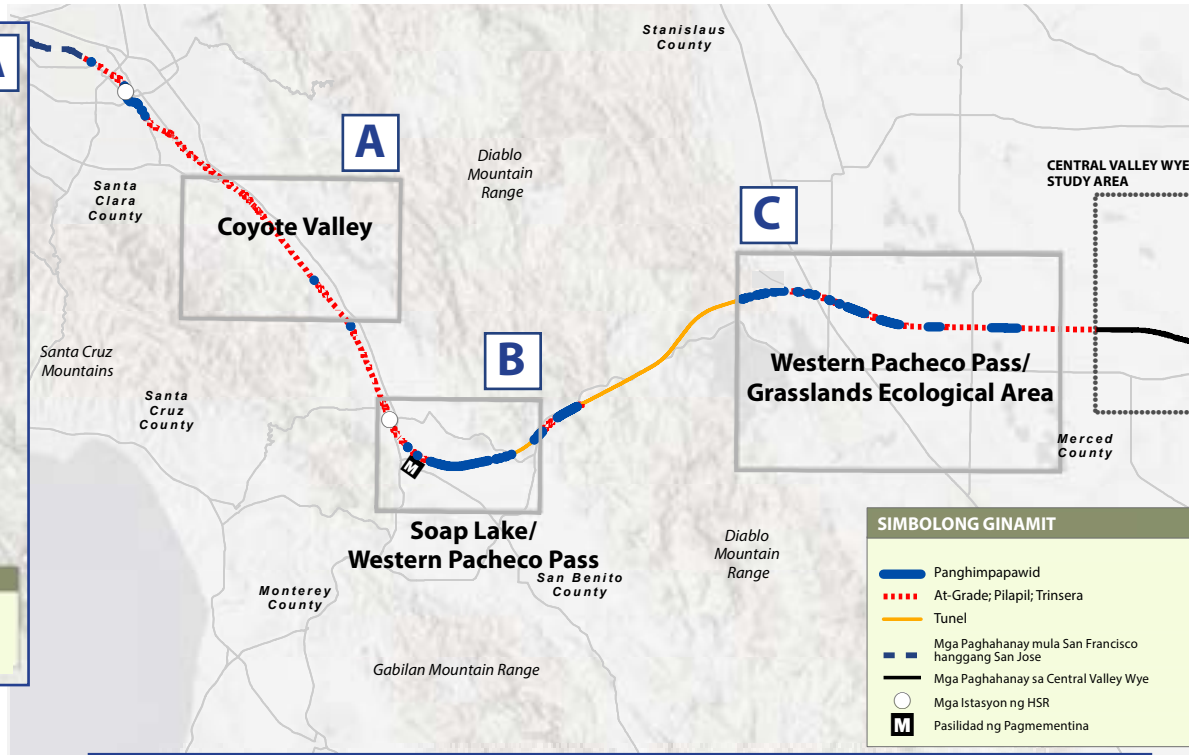 Stanislaus
County
A
A
Diablo
Mountain
Range
CENTRAL VALLEY WYE
STUDY AREA
Santa
Clara
County
C
Coyote Valley
Santa Cruz
Mountains
B
Western Pacheco Pass/
Grasslands Ecological Area
Santa
Cruz
County
Merced
County
M
Soap Lake/
Western Pacheco Pass
Diablo
Mountain
Range
San Benito
County
Monterey
County
Gabilan Mountain Range
SIMBOLONG GINAMIT
Panghimpapawid
At-Grade; Pilapil; Trinsera
Tunel
Mga Paghahanay mula San Francisco
hanggang San Jose
Mga Paghahanay sa Central Valley Wye
Mga Istasyon ng HSR
M Pasilidad ng Pagmementina